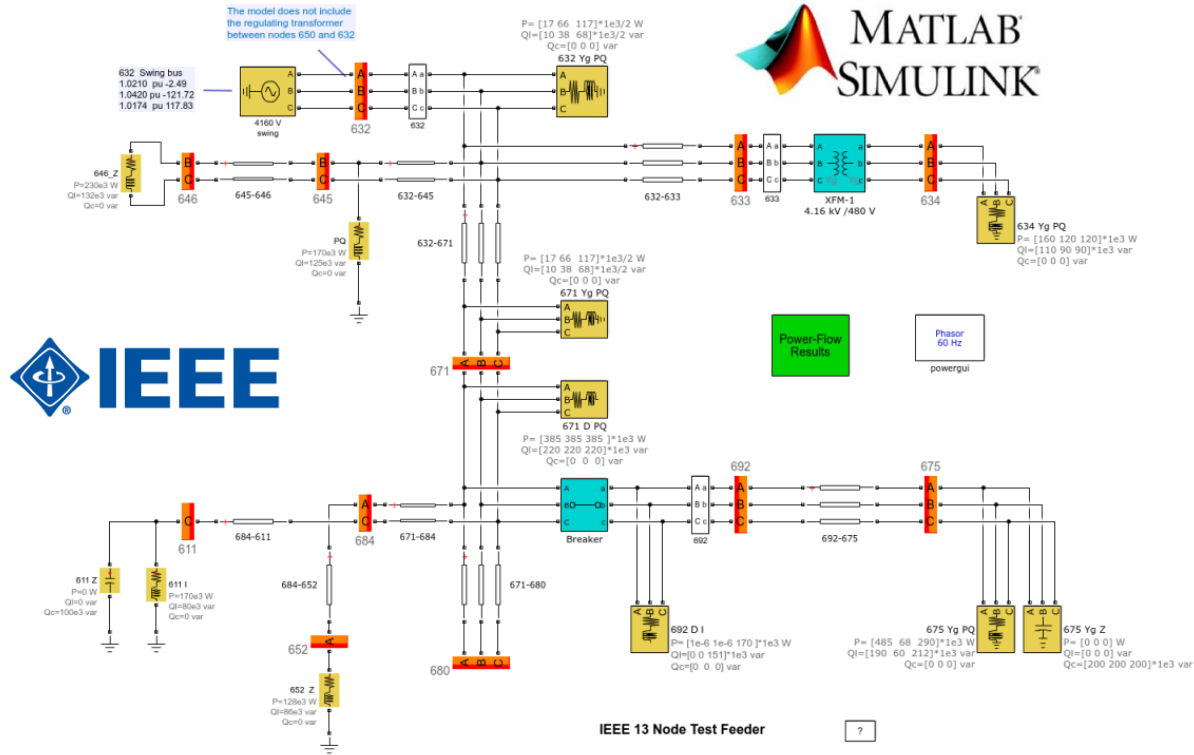 The model does not include
the regulating transformer
between nodes 650 and 632
MATLAB
SIMULINK®
P= [17 66  117]*1e3/2 W
Ql=[10 38  68]*1e3/2 var
Qc=[0 0 0] var
632 Yg PQ
632  Swing bus
1.0210  pu -2.49
1.0420 pu -121.72
1.0174  pu 117.83
4160 V
swing
A
B
C
A
B
C
632
A a
B b
C c
632
A
B
C
646_Z
P=230e3 W
Ql=132e3 var
Qc=0 var
B
C
646
645-646
B
C
645
632-645
PQ
P=170e3 W
Ql=125e3 var
Qc=0 var
632-671
632-633
A
B
C
633
A a
B b
C c
633
A
B
C
a
b
c
XFM-1
4.16 kV /480 V
A
B
C
634
A B C
634 Yg PQ
P= [160 120 120]*1e3 W
Ql=[110 90 90]*1e3 var
Qc=[0 0 0] var
P= [17 66  117]*1e3/2 W
Ql=[10 38  68]*1e3/2 var
Qc=[0 0 0] var
671 Yg PQ
A
B
C
Power-Flow
Results
Phasor
60 Hz
powergui
IEEE
®
671
A B C
A
B
C
671 D PQ
P= [385 385 385 ]*1e3 W
Ql=[220 220 220]*1e3 var
Qc=[0  0  0] var
A
B
C
a
b
c
Breaker
A a
B b
C c
692
692
A
B
C
692-675
675
A
B
C
C
611
684-611
A
C
684
671-684
611 Z
P=0 W
Ql=0 var
Qc=100e3 var
611 I
P=170e3 W
Ql=80e3 var
Qc=0 var
684-652
671-680
652
A
652  Z
P=128e3 W
Ql=86e3 var
Qc=0 var
680
A B C
A B C
692 D I
P= [1e-6 1e-6 170 ]*1e3 W
Ql=[0 0 151]*1e3 var
Qc=[0  0  0] var
A B C
675 Yg PQ
P= [485 68 290]*1e3 W
Ql=[190 60 212]*1e3 var
Qc=[0 0 0] var
A B C
675 Yg Z
P= [0 0 0] W
Ql=[0 0 0] var
Qc=[200 200 200]*1e3 var
IEEE 13 Node Test Feeder
?